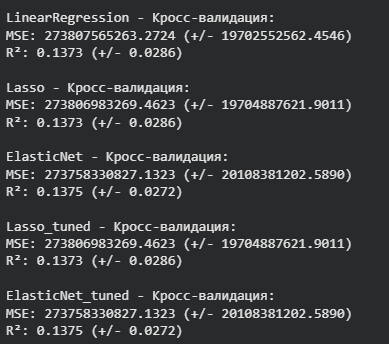 LinearRegression - Кросс-валидация:
MSE: 273807565263.2724 (+/- 19702552562.4546)
R²: 0.1373 (+/- 0.0286)
Lasso - Кросс-валидация:
MSE: 273806983269.4623 (+/- 19704887621.9011)
R²: 0.1373 (+/- 0.0286)
ElasticNet - Кросс-валидация:
MSE: 273758330827.1323 (+/- 20108381202.5890)
R²: 0.1375 (+/- 0.0272)
Lasso_tuned - Кросс-валидация:
MSE: 273806983269.4623 (+/- 19704887621.9011)
R²: 0.1373 (+/- 0.0286)
ElasticNet_tuned - Кросс-валидация:
MSE: 273758330827.1323 (+/- 20108381202.5890)
R²: 0.1375 (+/- 0.0272)